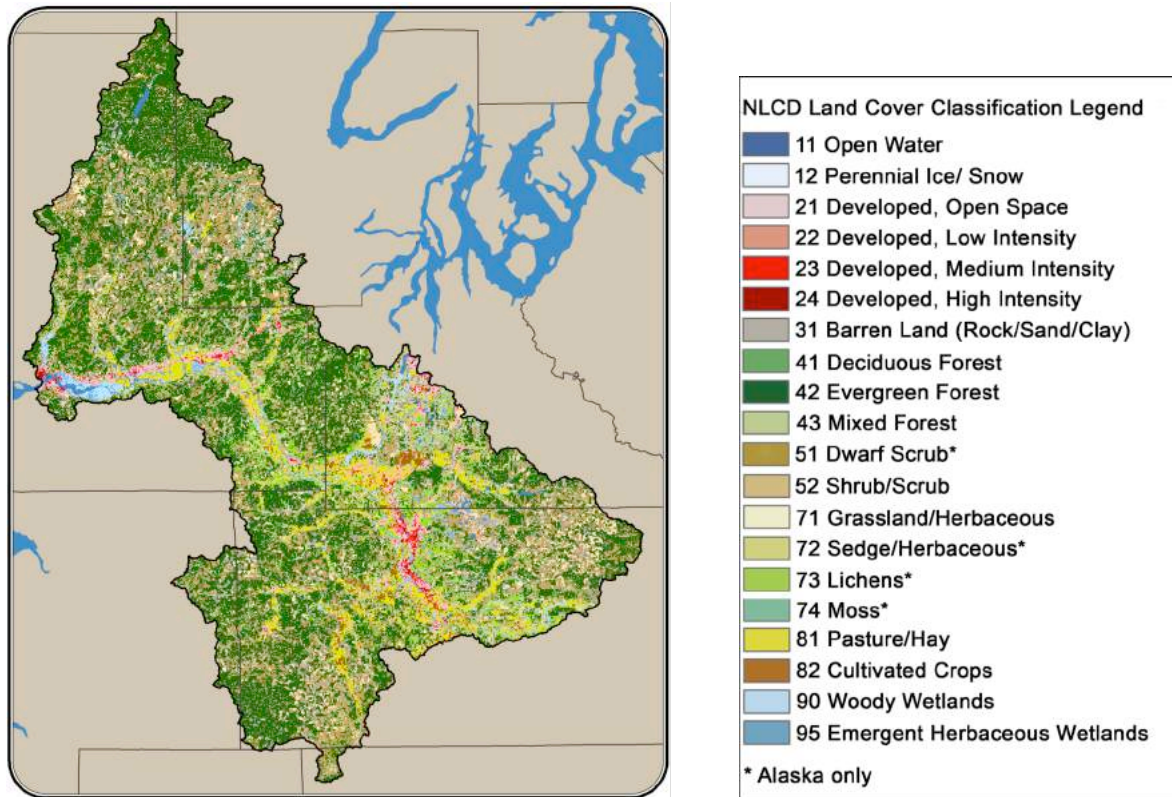 NLCD Land Cover Classification Legend
11 Open Water
12 Perennial Ice/ Snow
21 Developed, Open Space
22 Developed, Low Intensity
23 Developed, Medium Intensity
24 Developed, High Intensity
31 Barren Land (Rock/Sand/Clay)
41 Deciduous Forest
42 Evergreen Forest
43 Mixed Forest
51 Dwarf Scrub*
52 Shrub/Scrub
71 Grassland/Herbaceous
72 Sedge/Herbaceous*
73 Lichens*
74 Moss*
81 Pasture/Hay
82 Cultivated Crops
90 Woody Wetlands
95 Emergent Herbaceous Wetlands
* Alaska only